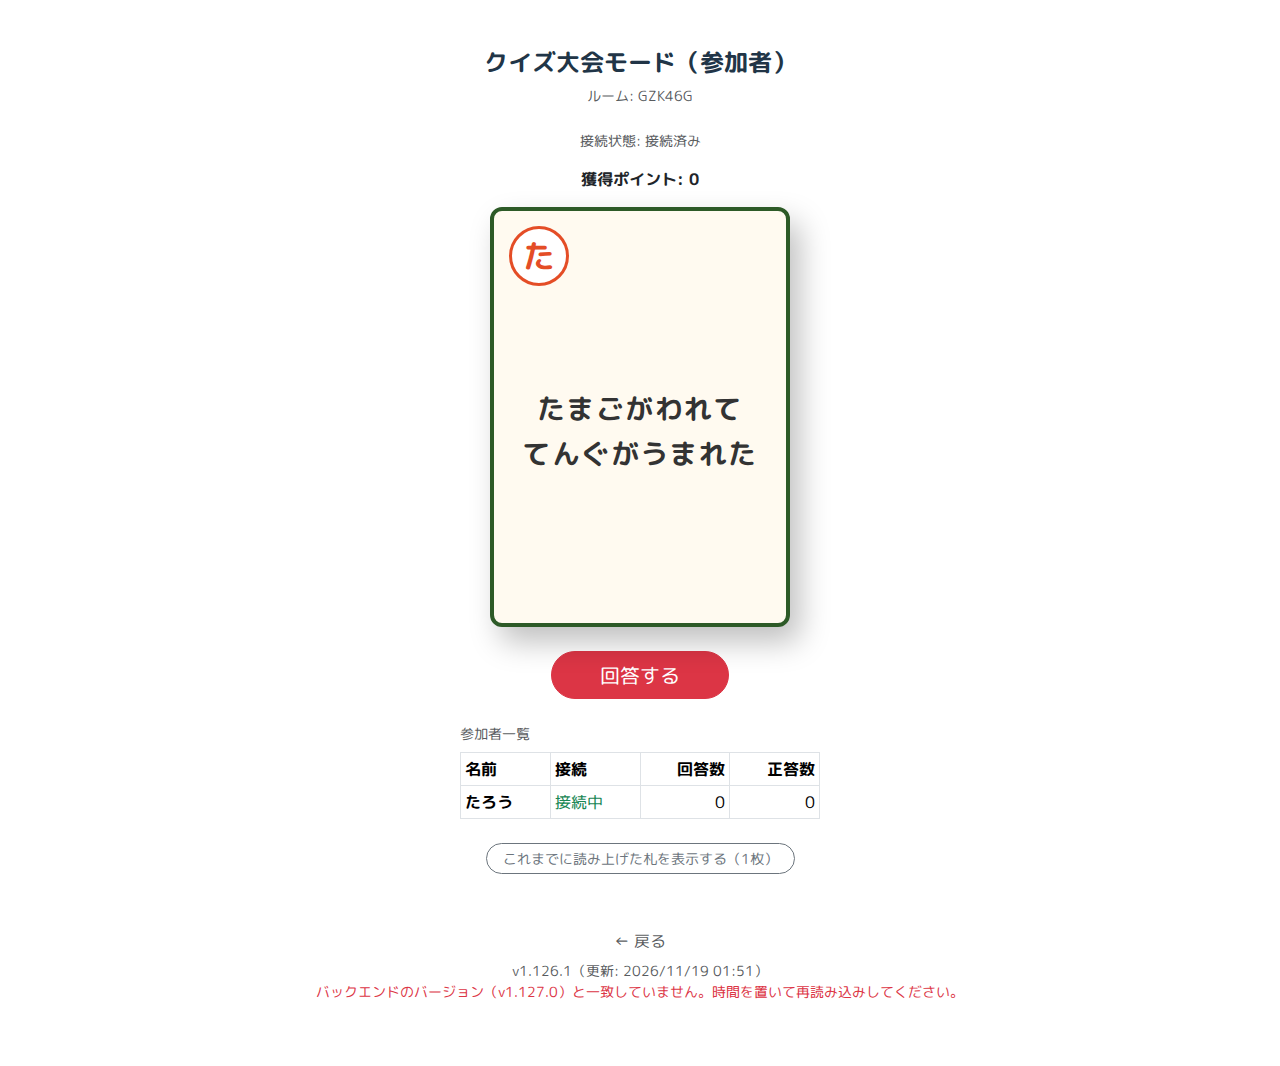 クイズ大会モード（参加者）
ルーム: GZK46G
接続状態: 接続済み
獲得ポイント: 0
た
たまごがわれて
てんぐがうまれた
回答する
参加者一覧
名前 接続 回答数 正答数
たろう 接続中 0 0
これまでに読み上げた札を表示する（1枚）
← 戻る
v1.126.1（更新: 2026/11/19 01:51）
バックエンドのバージョン（v1.127.0）と一致していません。時間を置いて再読み込みしてください。